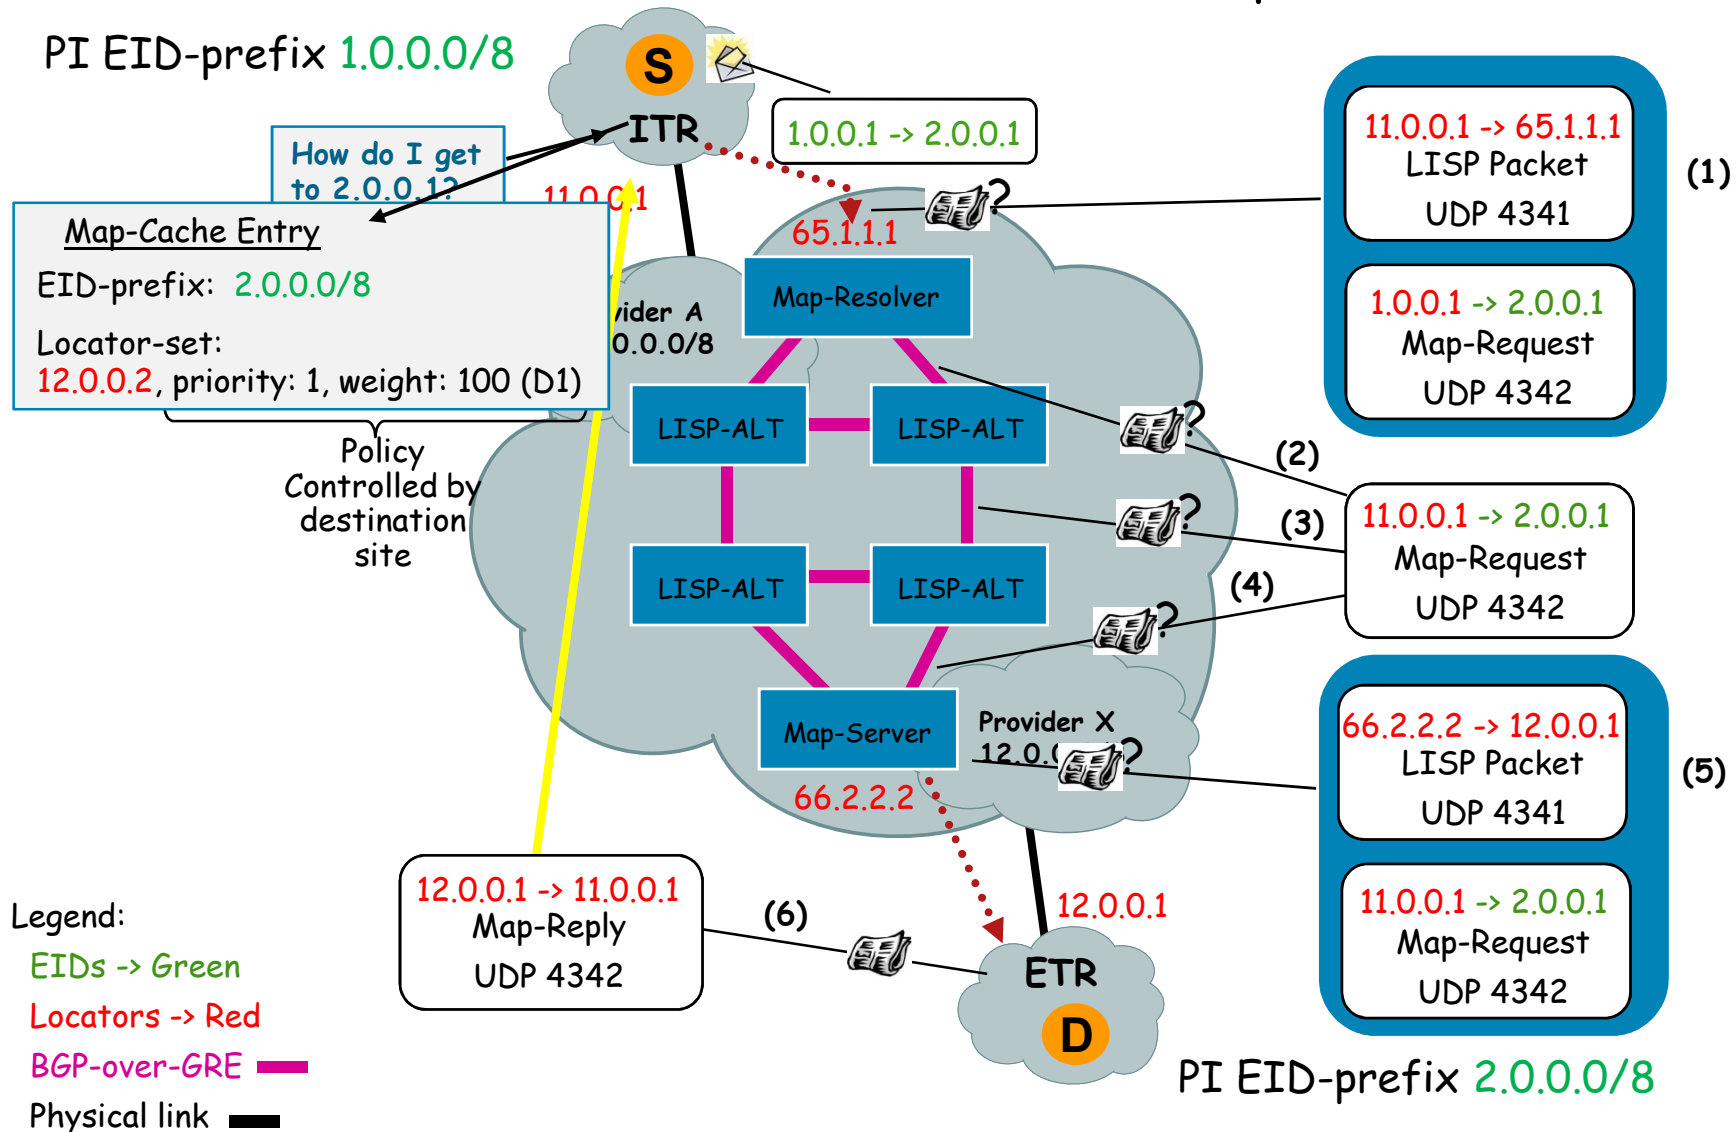 PI EID-prefix 1.0.0.0/8
S
ITR
1.0.0.1 -> 2.0.0.1
How do I get
to 2.0.0.1?
11.0.0.1
Map-Cache Entry
EID-prefix: 2.0.0.0/8
Locator-set:
12.0.0.2, priority: 1, weight: 100 (D1)
Policy
Controlled by
destination
site
65.1.1.1
?
Map-Resolver
vider A
0.0.0/8
LISP-ALT
LISP-ALT
LISP-ALT
LISP-ALT
Map-Server
66.2.2.2
Provider X
12.0.
?
?
?
?
11.0.0.1 -> 65.1.1.1
LISP Packet
UDP 4341
(1)
1.0.0.1 -> 2.0.0.1
Map-Request
UDP 4342
(2)
(3)
(4)
11.0.0.1 -> 2.0.0.1
Map-Request
UDP 4342
66.2.2.2 -> 12.0.0.1
LISP Packet
UDP 4341
(5)
11.0.0.1 -> 2.0.0.1
Map-Request
UDP 4342
12.0.0.1 -> 11.0.0.1
Map-Reply
UDP 4342
(6)
12.0.0.1
ETR
D
PI EID-prefix 2.0.0.0/8
Legend:
EIDs -> Green
Locators -> Red
BGP-over-GRE
Physical link